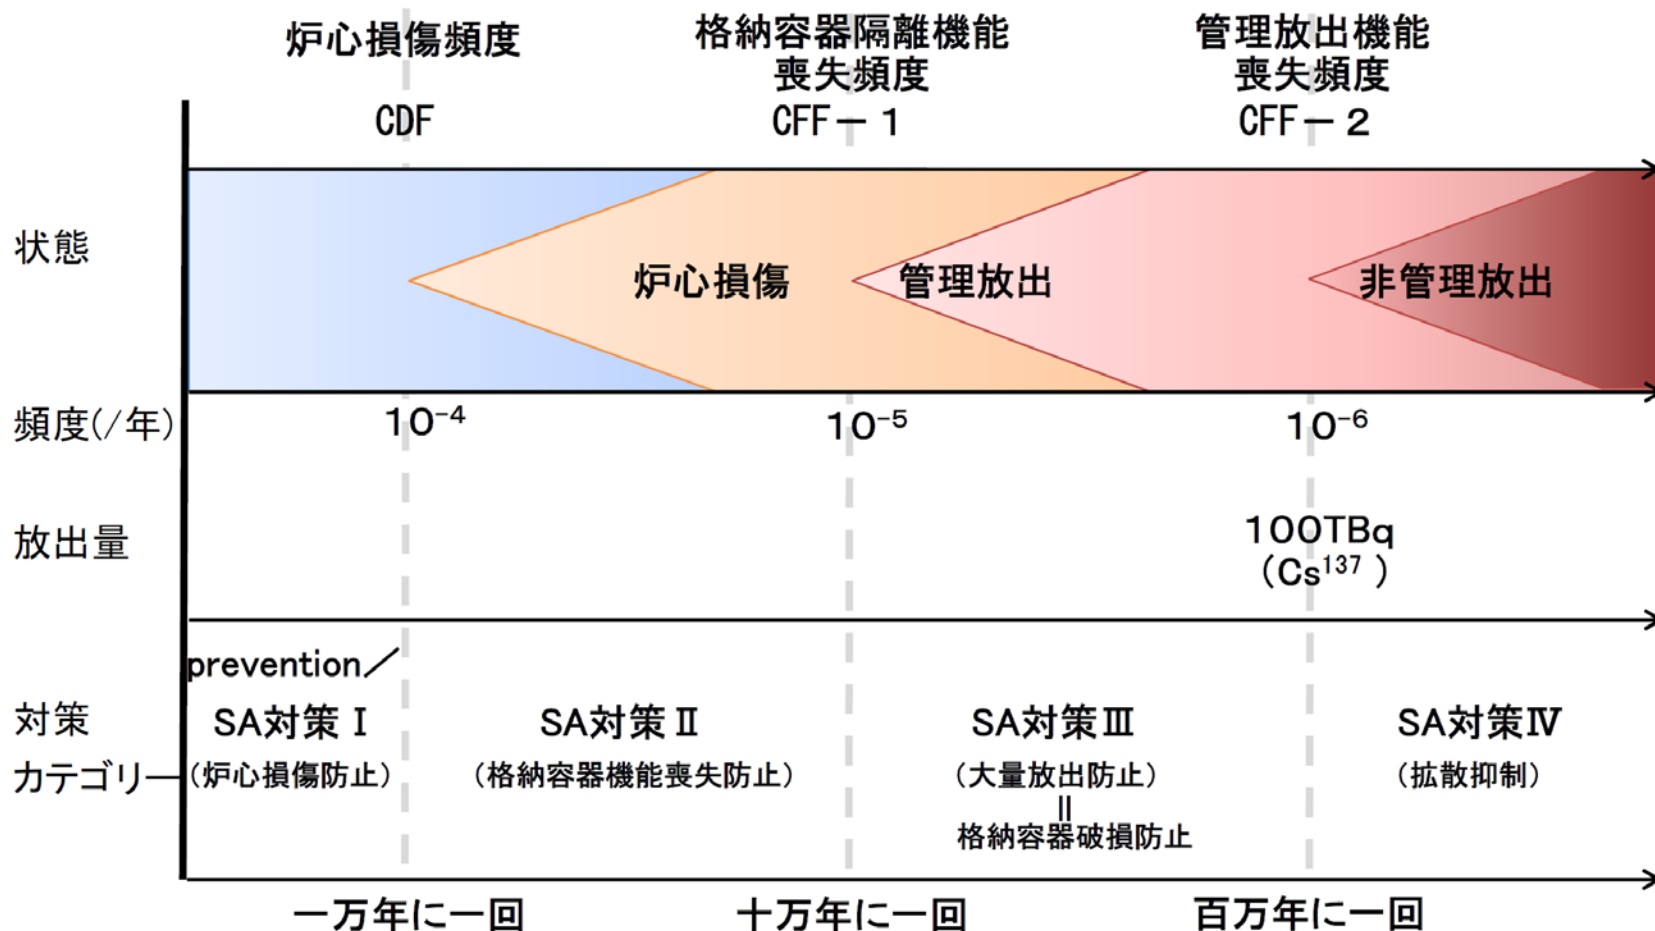 炉心損傷頻度
CDF
格納容器隔離機能
喪失頻度
CFF－1
管理放出機能
喪失頻度
CFF－2
状態
炉心損傷
管理放出
非管理放出
頻度(/年)
10⁻⁴
10⁻⁵
10⁻⁶
放出量
100TBq
（Cs¹³⁷ ）
対策
カテゴリー
prevention
SA対策Ⅰ
（炉心損傷防止）
SA対策Ⅱ
（格納容器機能喪失防止）
SA対策Ⅲ
（大量放出防止）
||
格納容器破損防止
SA対策Ⅳ
（拡散抑制）
一万年に一回
十万年に一回
百万年に一回